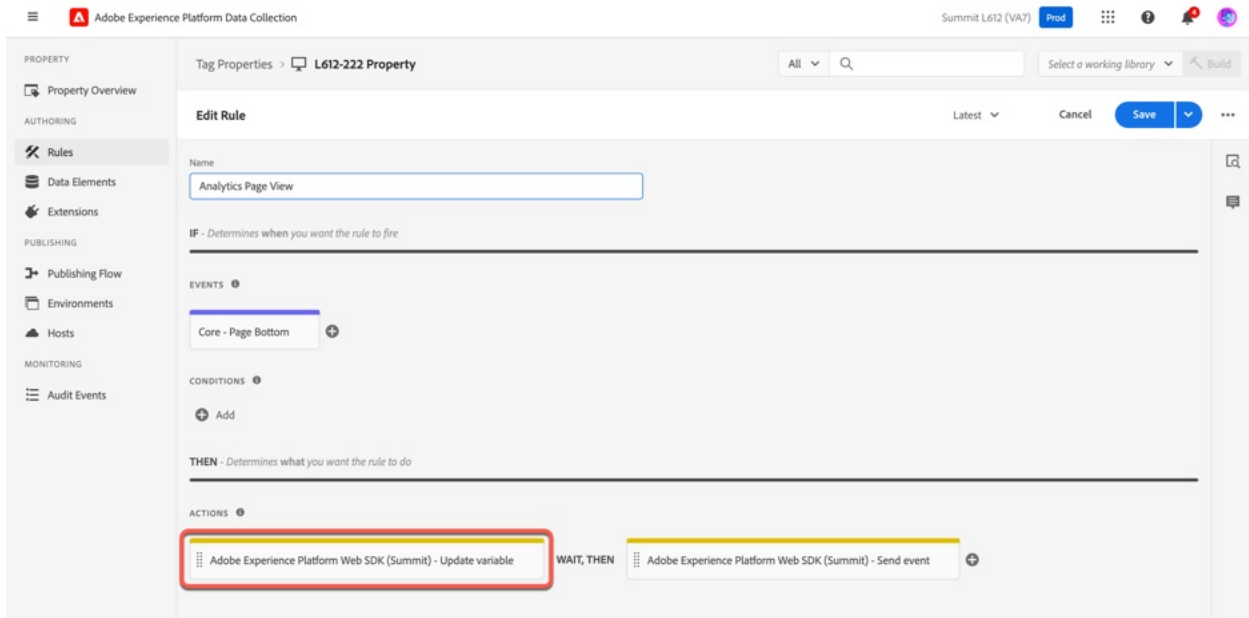 Adobe Experience Platform Data Collection
Summit L612 (VA7) Prod 4
PROPERTY
Property Overview
AUTHORING
Rules
Data Elements
Extensions
PUBLISHING
Publishing Flow
Environments
Hosts
MONITORING
Audit Events
Tag Properties > L612-222 Property
All
Select a working library
Build
Edit Rule
Latest
Cancel
Save
Name
Analytics Page View
IF - Determines when you want the rule to fire
EVENTS
Core - Page Bottom
CONDITIONS
Add
THEN - Determines what you want the rule to do
ACTIONS
Adobe Experience Platform Web SDK (Summit) - Update variable WAIT, THEN Adobe Experience Platform Web SDK (Summit) - Send event